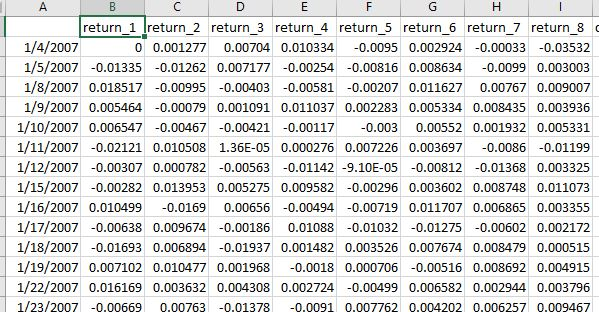 A B C D E F G H I
return_1 return_2 return_3 return_4 return_5 return_6 return_7 return_8
1/4/2007 0 0.001277 0.00704 0.010334 -0.0095 0.002924 -0.00033 -0.03532
1/5/2007 -0.01335 -0.01262 0.007177 -0.00254 -0.00816 0.008634 -0.0099 0.003003
1/8/2007 0.018517 -0.00995 -0.00403 -0.00581 -0.00207 0.011627 0.00767 0.009007
1/9/2007 0.005464 -0.00079 0.001091 0.011037 0.002283 0.005334 0.008435 0.003936
1/10/2007 0.006547 -0.00467 -0.00421 -0.00117 -0.003 0.00552 0.001932 0.005331
1/11/2007 -0.02121 0.010508 1.36E-05 0.000276 0.007226 0.003697 -0.0086 -0.01199
1/12/2007 -0.00307 0.000782 -0.00563 -0.01142 -9.10E-05 -0.00812 -0.01368 0.003325
1/15/2007 -0.00282 0.013953 0.005275 0.009582 -0.00296 0.003602 0.008748 0.011073
1/16/2007 0.010499 -0.0169 0.00656 -0.00494 -0.00719 0.011707 0.006865 0.003355
1/17/2007 -0.00638 0.009674 -0.00186 0.01088 -0.01032 -0.01275 -0.00602 0.002172
1/18/2007 -0.01693 0.006894 -0.01937 0.001482 0.003526 0.007674 0.008479 0.000515
1/19/2007 0.007102 0.010477 0.001968 -0.0018 0.000706 -0.00516 0.008692 0.004915
1/22/2007 0.016169 0.003632 0.004308 0.002724 -0.00499 0.006582 0.002944 0.003796
1/23/2007 -0.00669 0.00763 -0.01378 -0.0091 0.007762 0.004202 0.006257 0.009467